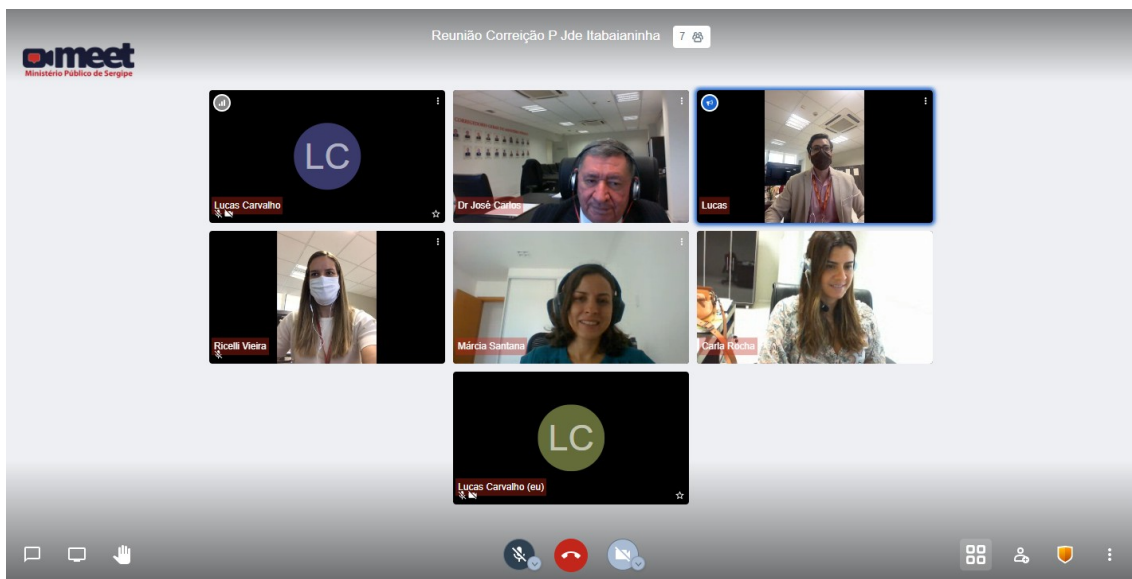 Reunião Correição P Jde Itabaianinha 7
meet
Ministério Público de Sergipe
LC
Lucas Carvalho
Dr José Carlos
Lucas
Ricelli Vieira
Márcia Santana
Carla Rocha
LC
Lucas Carvalho (eu)